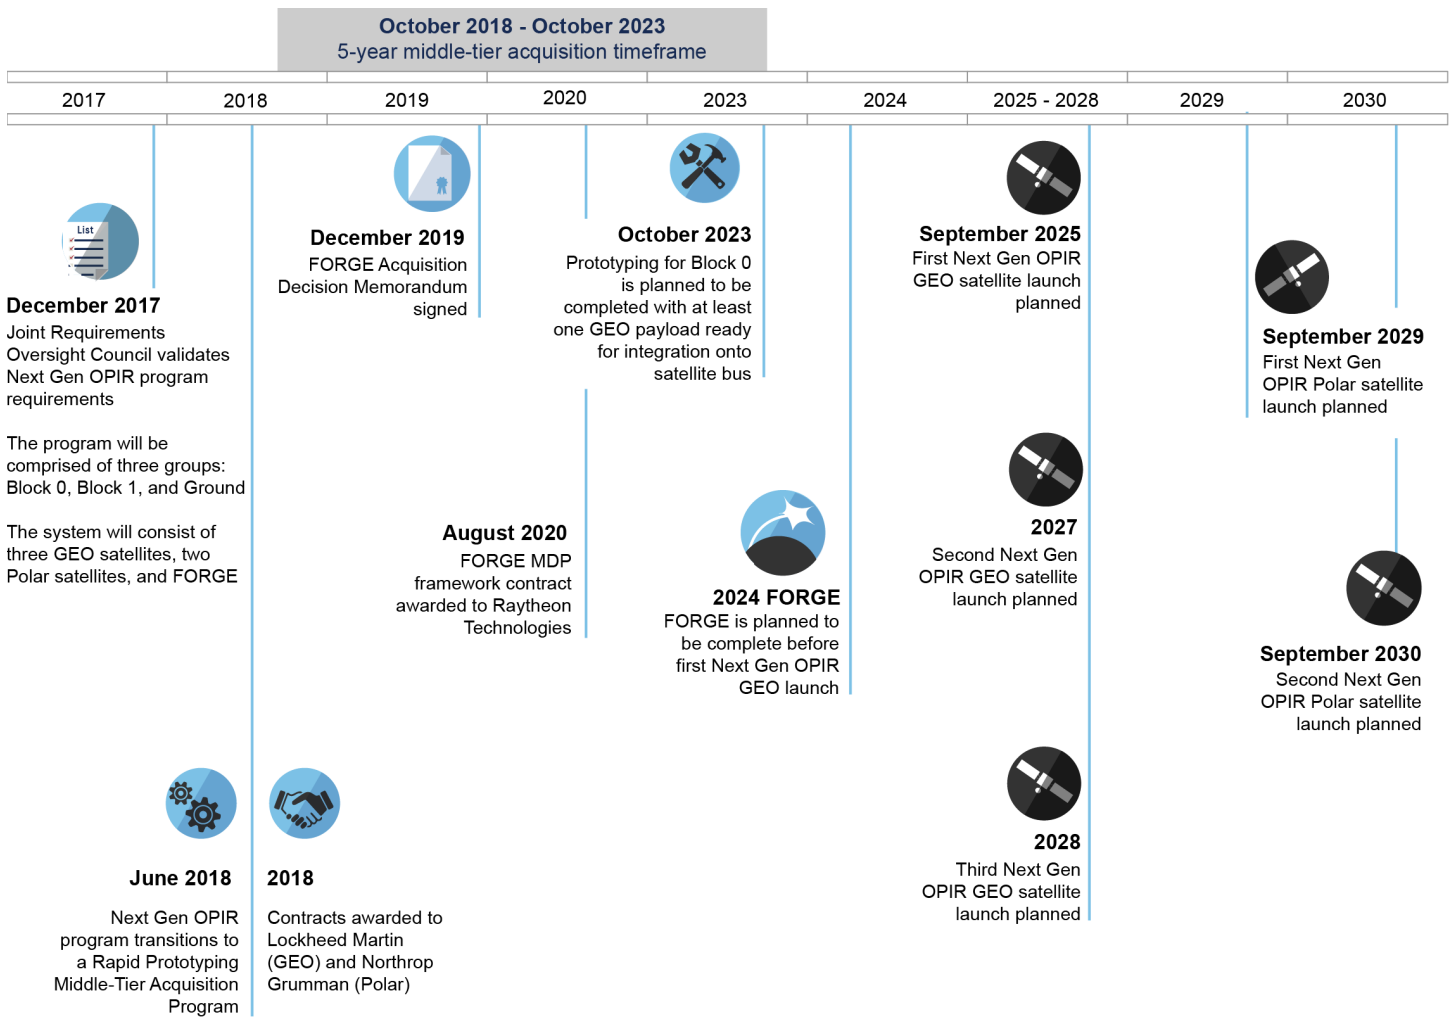 October 2018 - October 2023
5-year middle-tier acquisition timeframe
2017
2018
2019
2020
2023
2024
2025 - 2028
2029
2030
List
December 2017
Joint Requirements
Oversight Council validates
Next Gen OPIR program
requirements
The program will be
comprised of three groups:
Block 0, Block 1, and Ground
The system will consist of
three GEO satellites, two
Polar satellites, and FORGE
June 2018
Next Gen OPIR
program transitions to
a Rapid Prototyping
Middle-Tier Acquisition
Program
2018
Contracts awarded to
Lockheed Martin
(GEO) and Northrop
Grumman (Polar)
December 2019
FORGE Acquisition
Decision Memorandum
signed
August 2020
FORGE MDP
framework contract
awarded to Raytheon
Technologies
October 2023
Prototyping for Block 0
is planned to be
completed with at least
one GEO payload ready
for integration onto
satellite bus
2024 FORGE
FORGE is planned to
be complete before
first Next Gen OPIR
GEO launch
September 2025
First Next Gen OPIR
GEO satellite launch
planned
2027
Second Next Gen
OPIR GEO satellite
launch planned
2028
Third Next Gen
OPIR GEO satellite
launch planned
September 2029
First Next Gen
OPIR Polar satellite
launch planned
September 2030
Second Next Gen
OPIR Polar satellite
launch planned